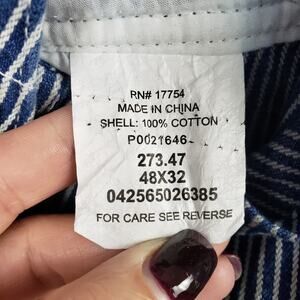 RN# 17754
MADE IN CHINA
SHELL: 100% COTTON
P0021646
273.47
48X32
042565026385
FOR CARE SEE REVERSE